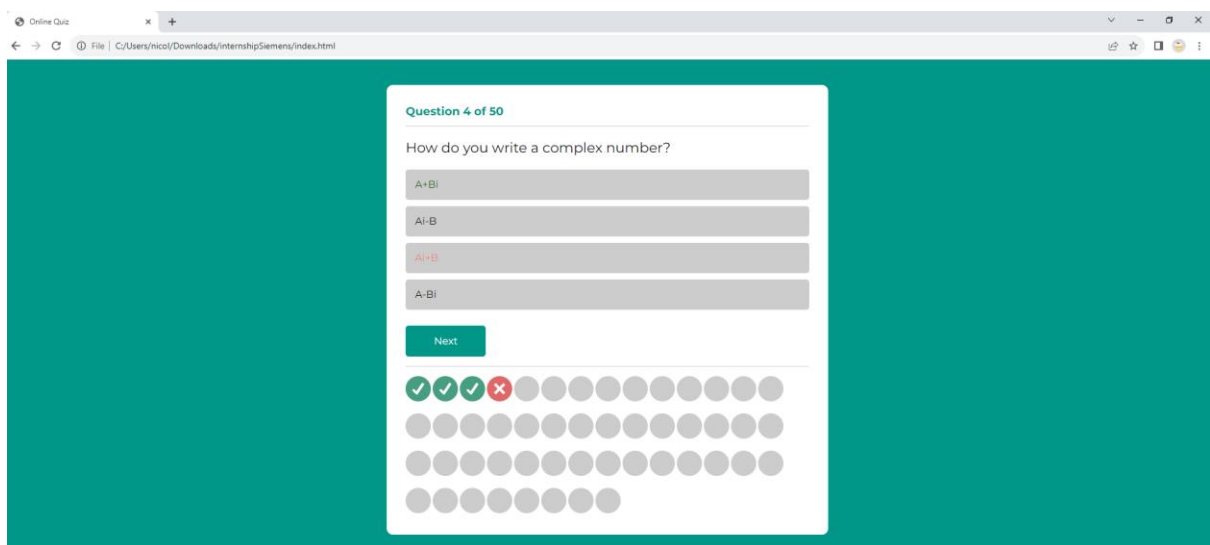 Online Quiz
File | C:/Users/nicol/Downloads/internshipSiemens/index.html
Question 4 of 50
How do you write a complex number?
A+Bi
Ai-B
Ai+B
A-Bi
Next